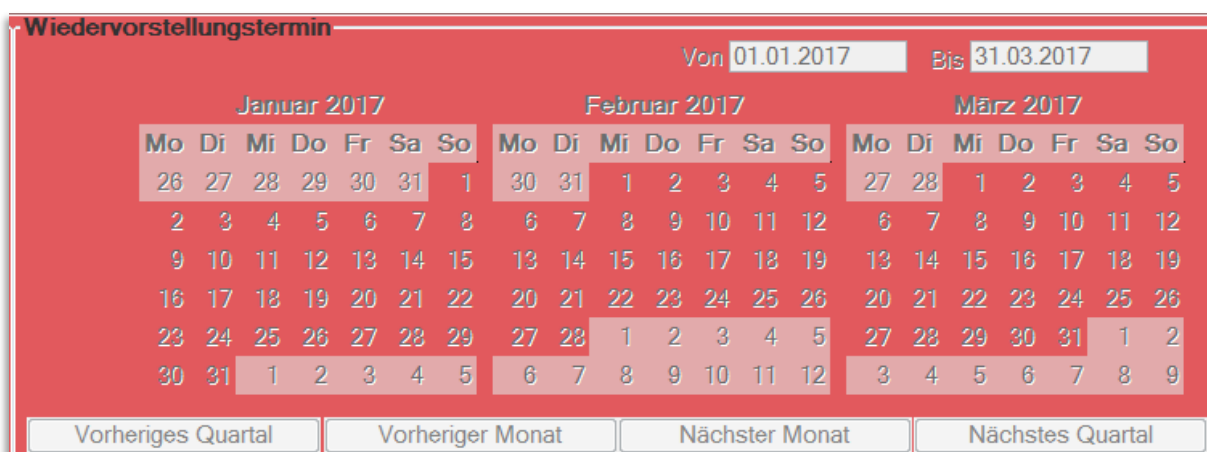 Wiedervorstellungstermin
Von 01.01.2017 Bis 31.03.2017
Januar 2017 Februar 2017 März 2017
Mo Di Mi Do Fr Sa So Mo Di Mi Do Fr Sa So Mo Di Mi Do Fr Sa So
26 27 28 29 30 31 1 30 31 1 2 3 4 5 27 28 1 2 3 4 5
2 3 4 5 6 7 8 6 7 8 9 10 11 12 6 7 8 9 10 11 12
9 10 11 12 13 14 15 13 14 15 16 17 18 19 13 14 15 16 17 18 19
16 17 18 19 20 21 22 20 21 22 23 24 25 26 20 21 22 23 24 25 26
23 24 25 26 27 28 29 27 28 1 2 3 4 5 27 28 29 30 31 1 2
30 31 1 2 3 4 5 6 7 8 9 10 11 12 3 4 5 6 7 8 9
Vorheriges Quartal Vorheriger Monat Nächster Monat Nächstes Quartal